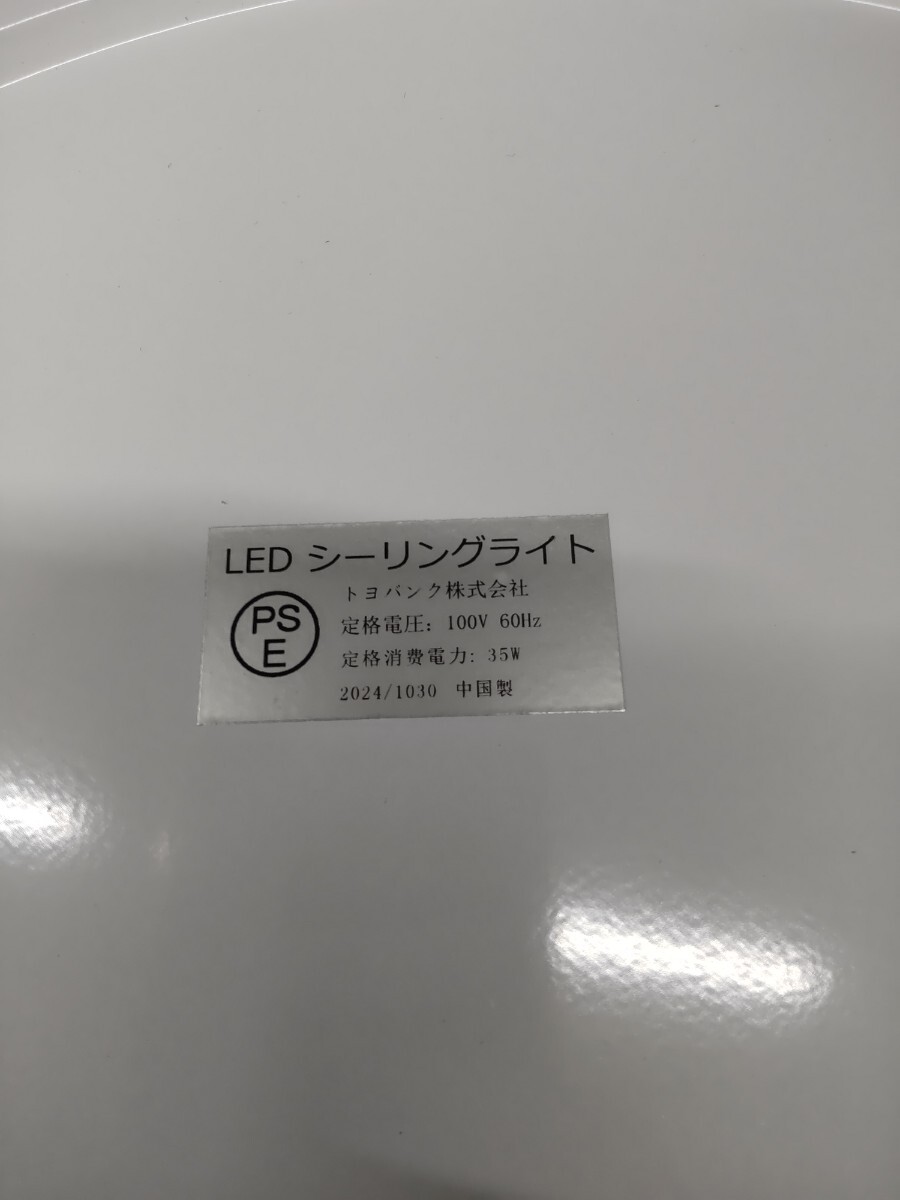 LED シーリングライト
PS
E
トヨバンク株式会社
定格電圧: 100V 60Hz
定格消費電力: 35W
2024/1030 中国製